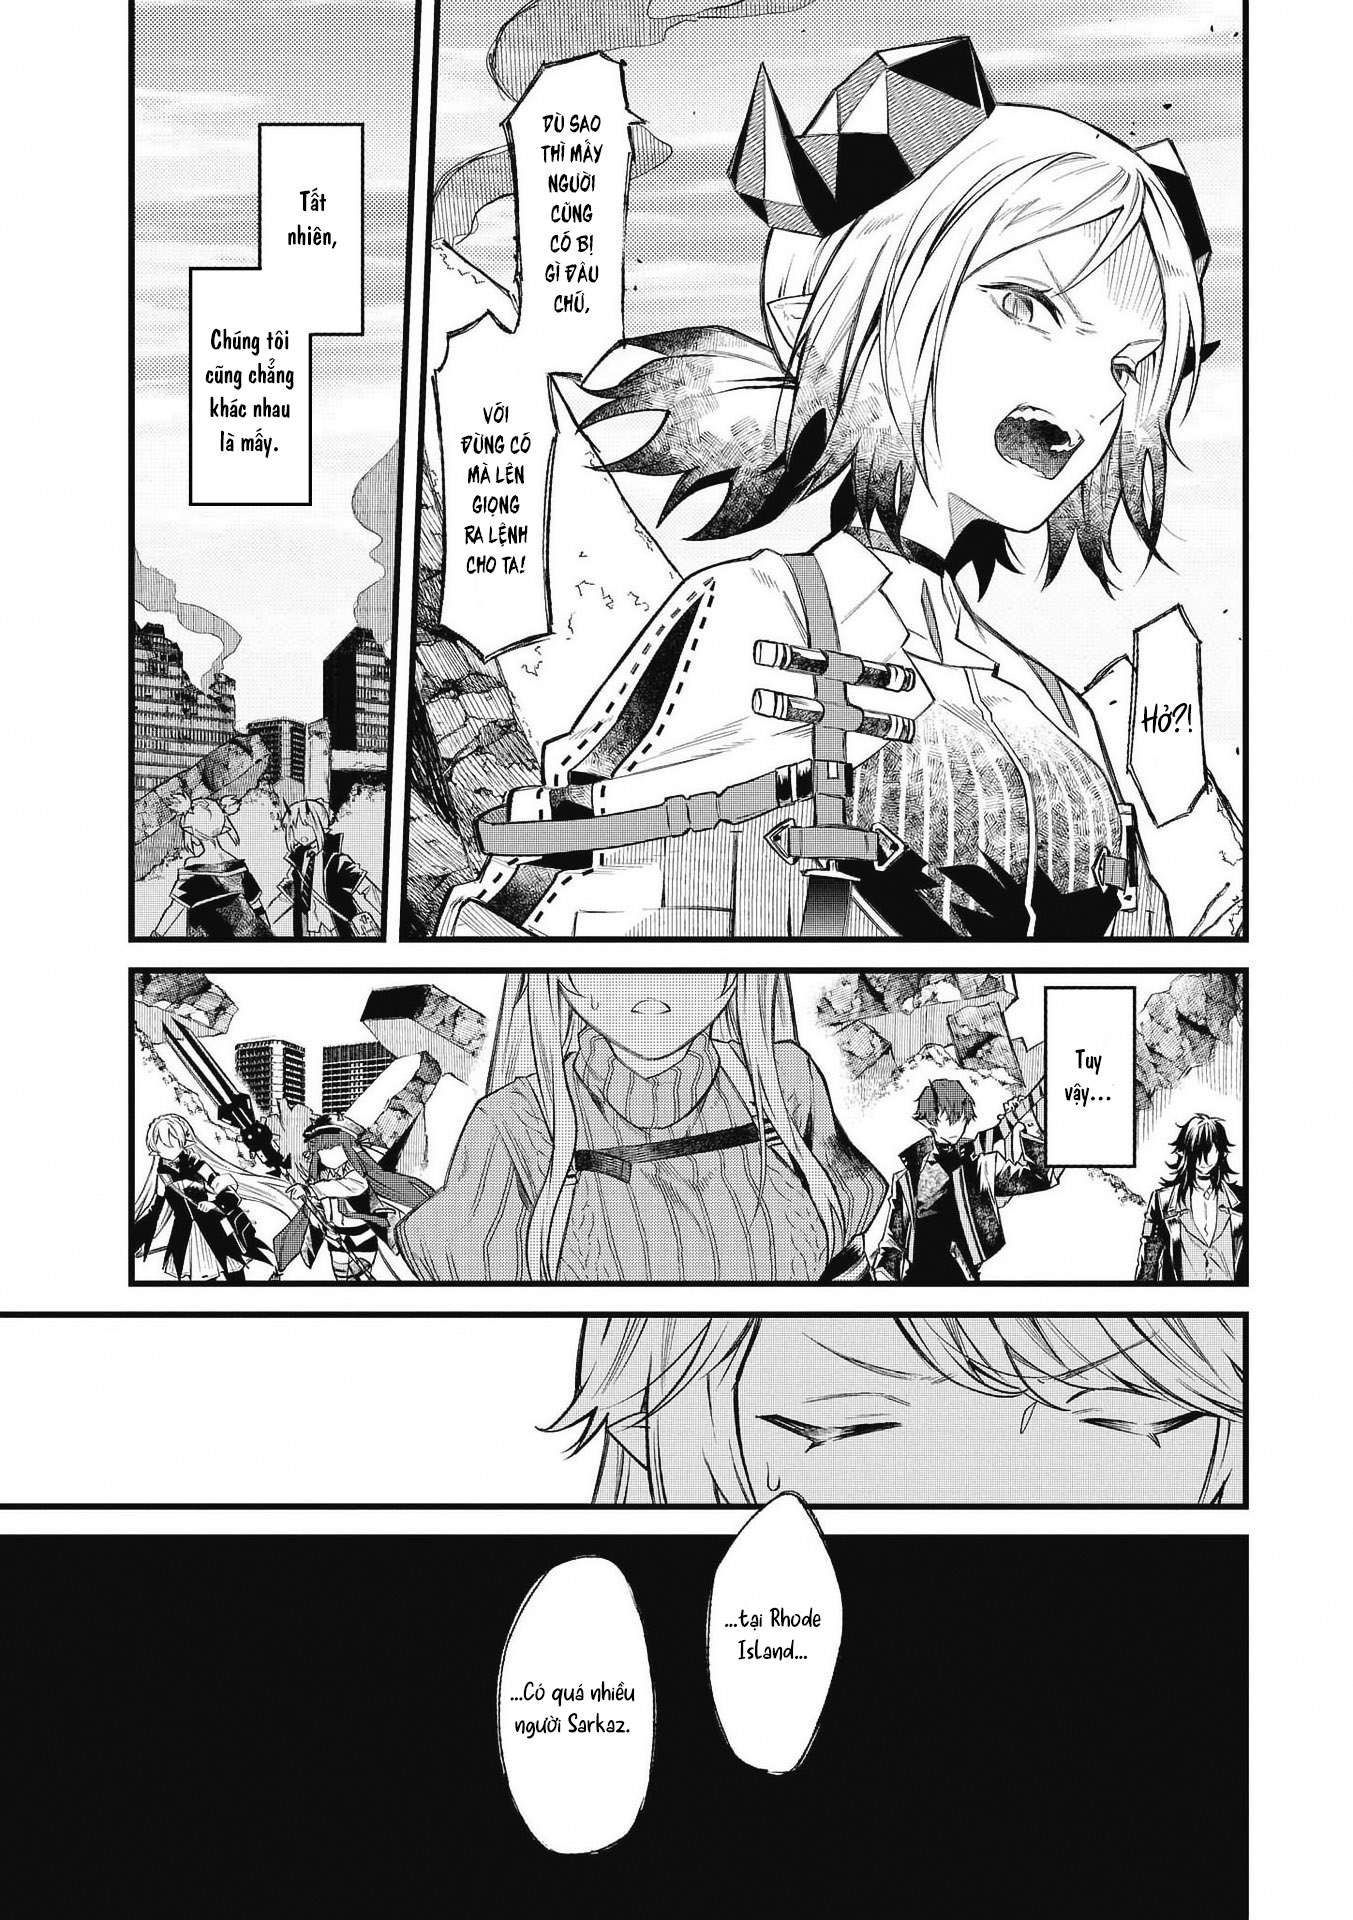 HỞ?!
DÙ SAO
THÌ MẤY
NGƯỜI
CŨNG
CÓ BỊ
GÌ ĐÂU
CHỨ,
VỚI
ĐỪNG CÓ
MÀ LÊN
GIỌNG
RA LỆNH
CHO TA!
Tất
nhiên,
Chúng tôi
cũng chẳng
khác nhau
là mấy.
Tuy
vậy...
...tại Rhode
Island...
...Có quá nhiều
người Sarkaz.